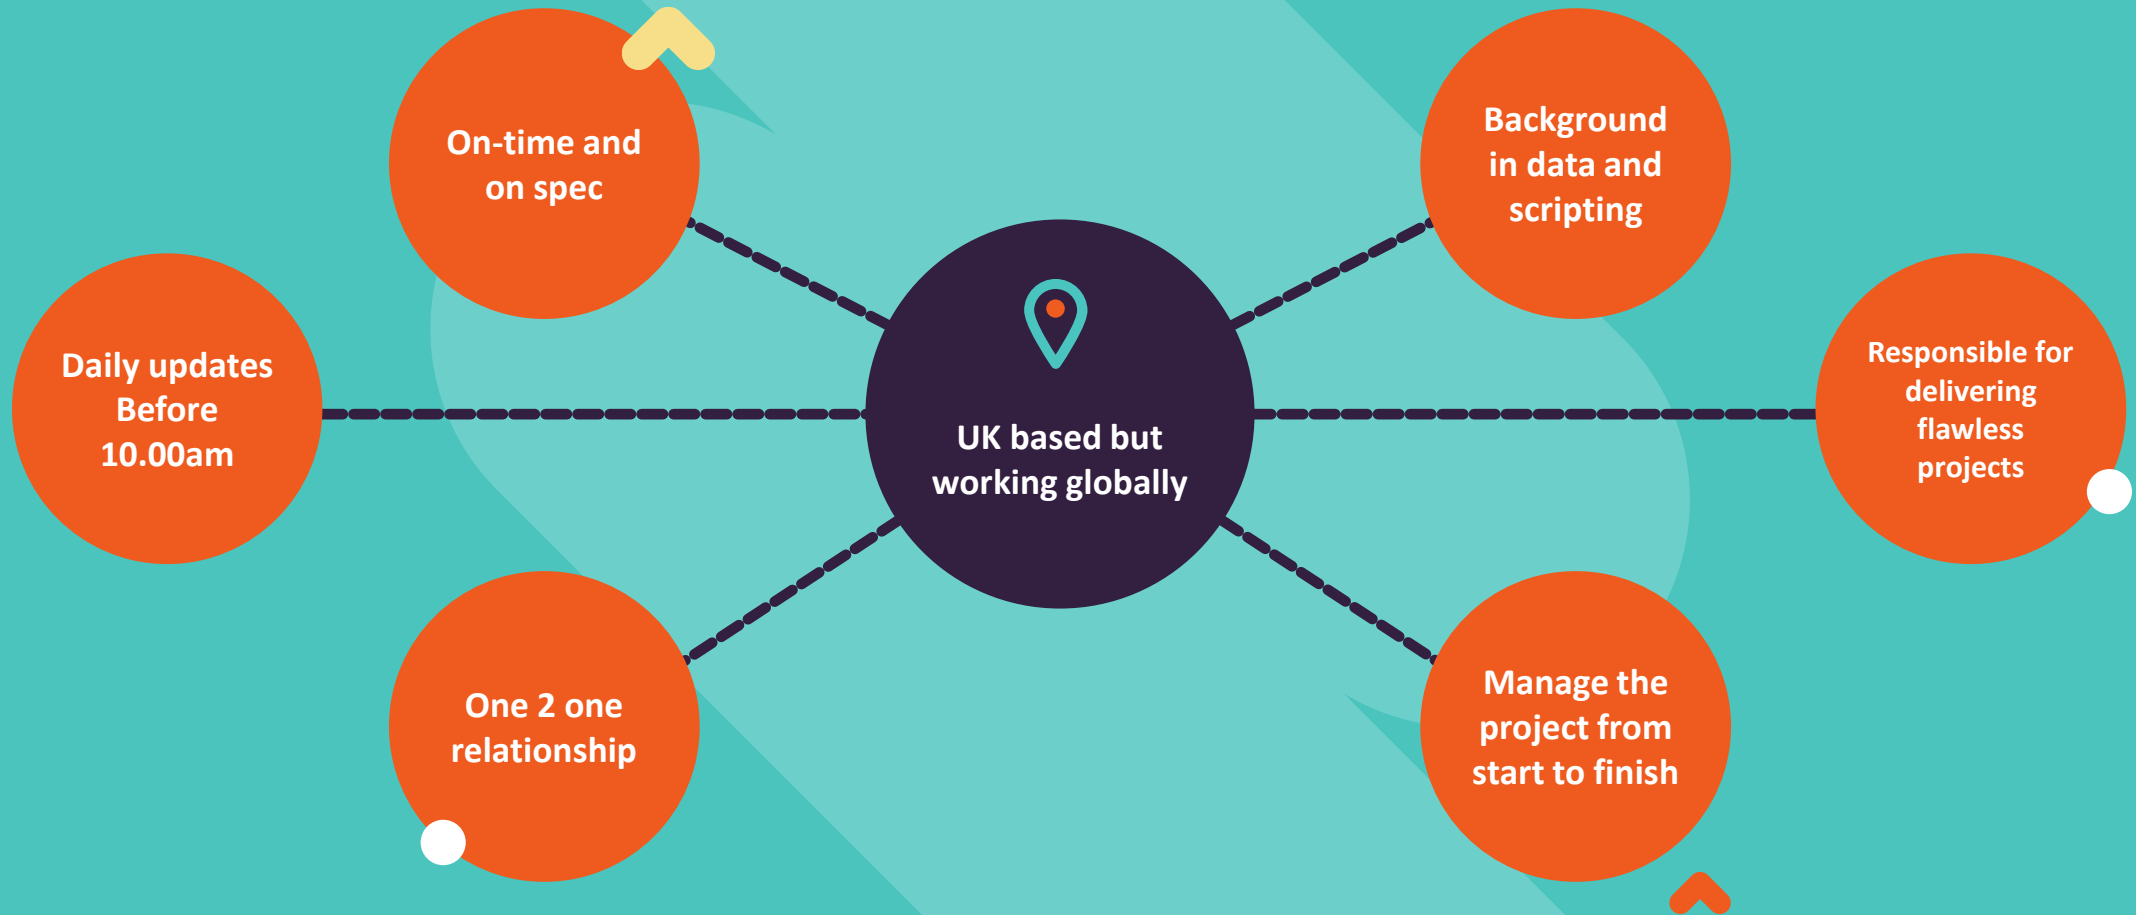 On-time and
on spec
Background
in data and
scripting
Daily updates
Before
10.00am
UK based but
working globally
Responsible for
delivering
flawless
projects
One 2 one
relationship
Manage the
project from
start to finish